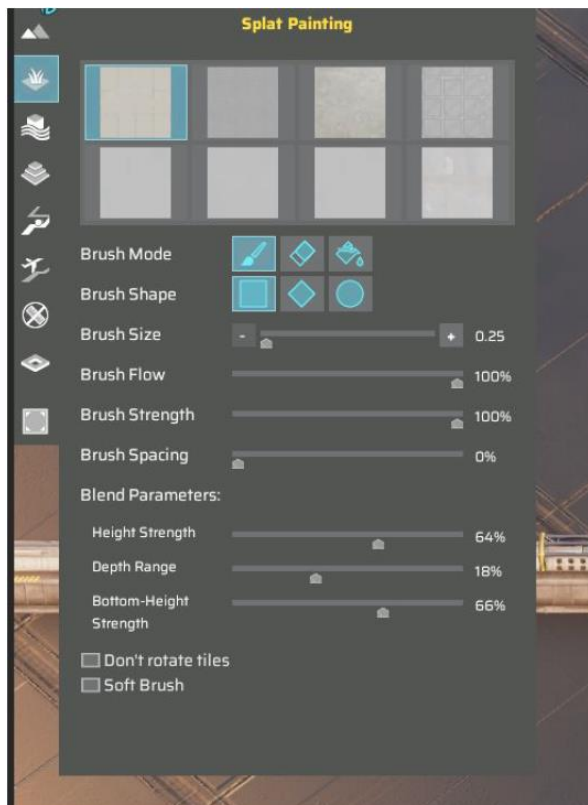 Splat Painting
Brush Mode
Brush Shape
Brush Size - + 0.25
Brush Flow 100%
Brush Strength 100%
Brush Spacing 0%
Blend Parameters:
Height Strength 64%
Depth Range 18%
Bottom-Height 66%
Strength
Don't rotate tiles
Soft Brush